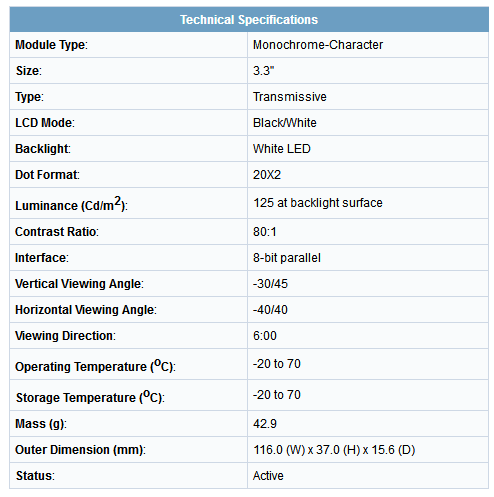 Technical Specifications
Module Type: Monochrome-Character
Size: 3.3"
Type: Transmissive
LCD Mode: Black/White
Backlight: White LED
Dot Format: 20X2
Luminance (Cd/m²): 125 at backlight surface
Contrast Ratio: 80:1
Interface: 8-bit parallel
Vertical Viewing Angle: -30/45
Horizontal Viewing Angle: -40/40
Viewing Direction: 6:00
Operating Temperature (ºC): -20 to 70
Storage Temperature (ºC): -20 to 70
Mass (g): 42.9
Outer Dimension (mm): 116.0 (W) x 37.0 (H) x 15.6 (D)
Status: Active